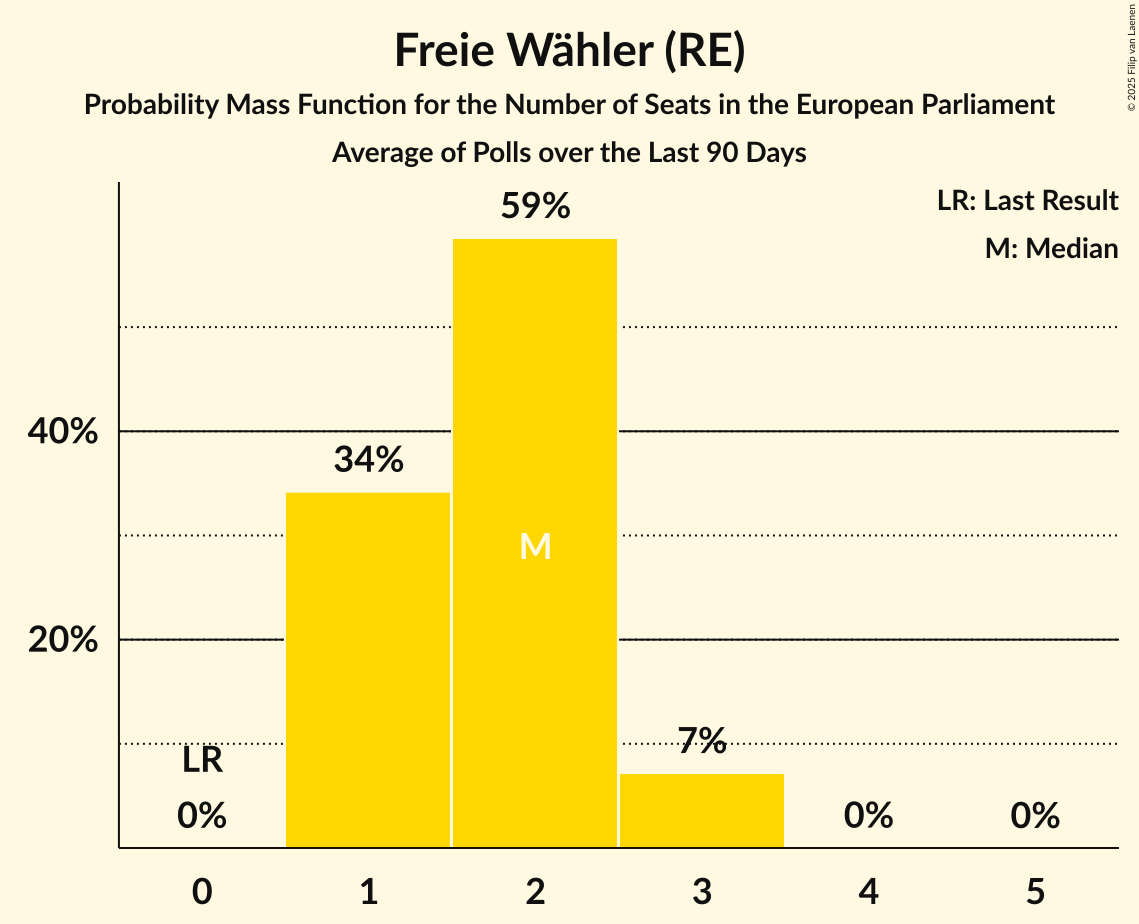 Freie Wähler (RE)
Probability Mass Function for the Number of Seats in the European Parliament
Average of Polls over the Last 90 Days
© 2025 Filip van Laenen
LR: Last Result
M: Median
59%
40%
34%
M
20%
7%
LR
0%
0%
0%
0
1
2
3
4
5